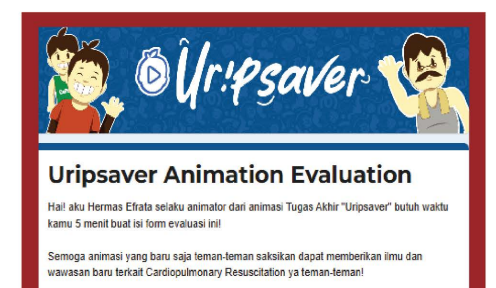 Uripsaver
Uripsaver Animation Evaluation
Hai! aku Hermas Efrata selaku animator dari animasi Tugas Akhir "Uripsaver" butuh waktu
kamu 5 menit buat isi form evaluasi ini!
Semoga animasi yang baru saja teman-teman saksikan dapat memberikan ilmu dan
wawasan baru terkait Cardiopulmonary Resuscitation ya teman-teman!